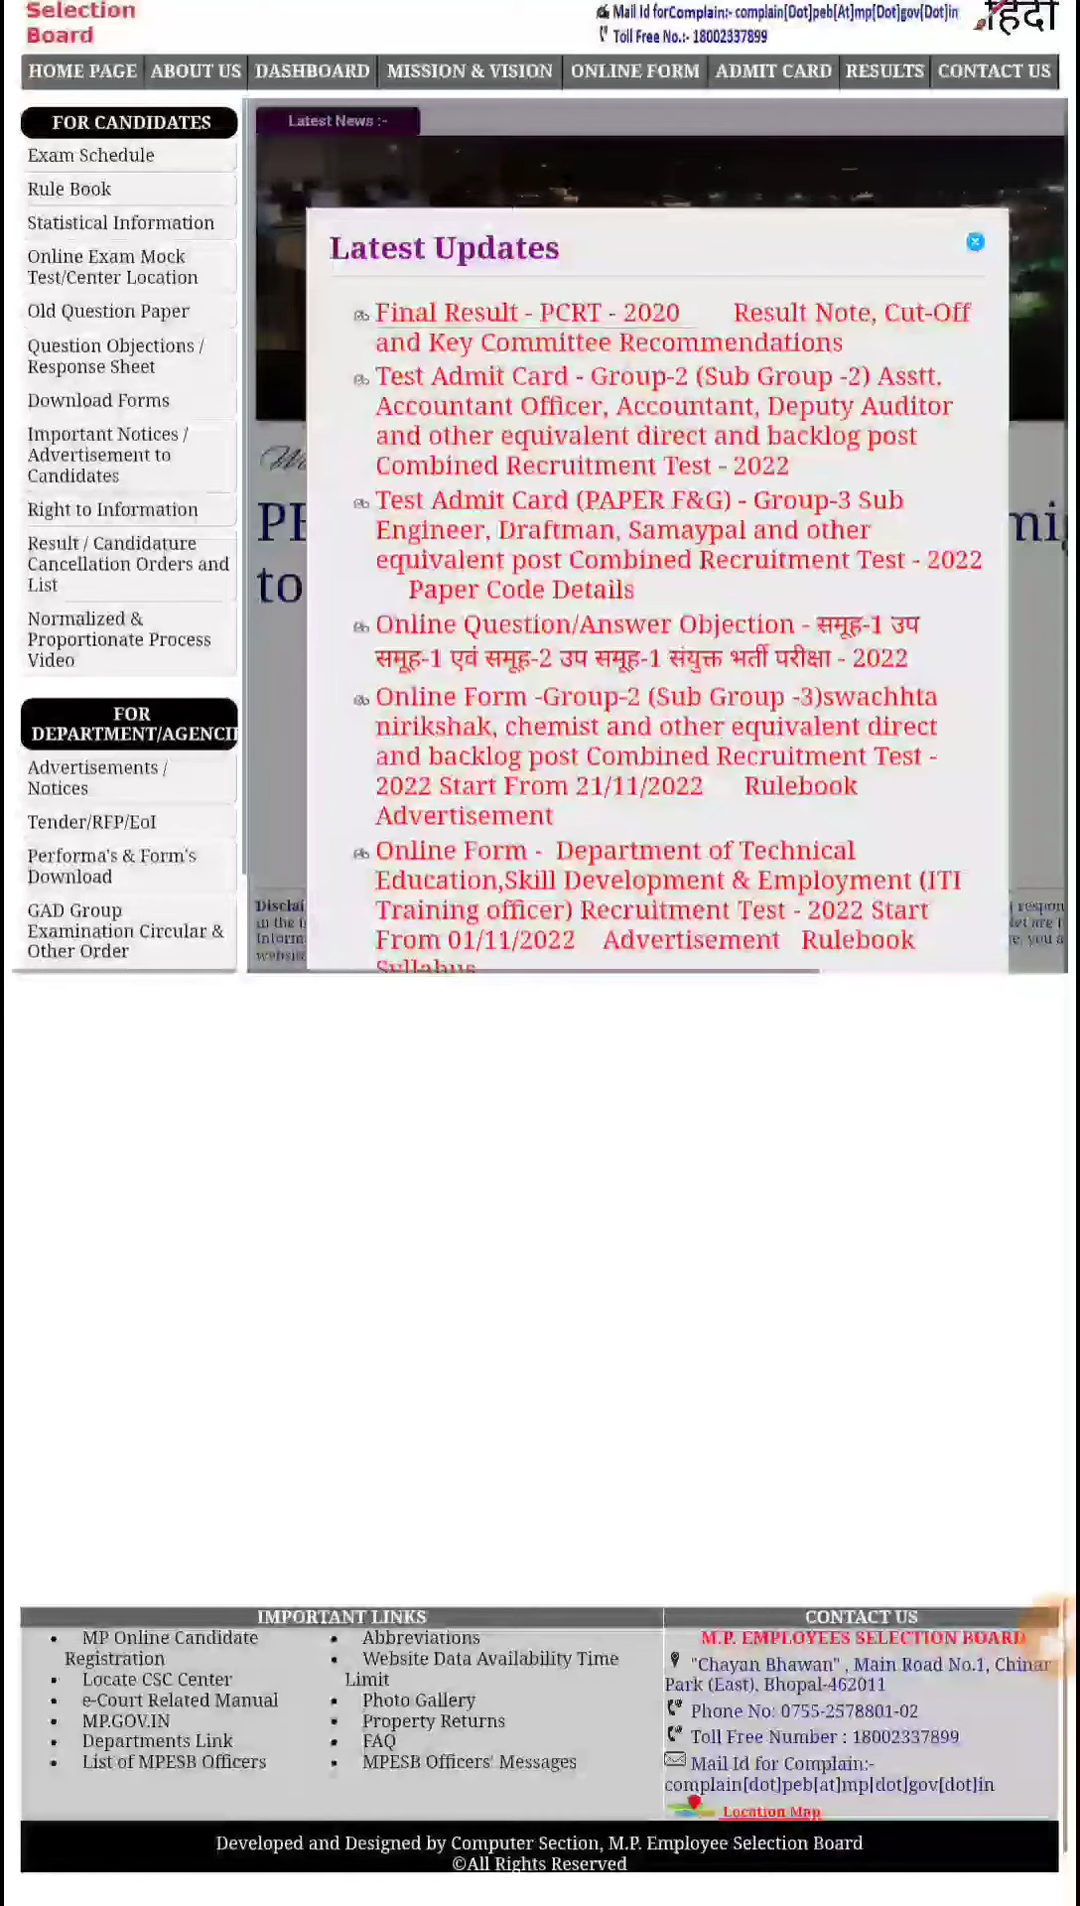 Selection
Board
Mail Id forComplain:- complain[Dot]peb[At]mp[Dot]gov[Dot]in
Toll Free No.:- 18002337899
हिंदी
HOME PAGE ABOUT US DASHBOARD MISSION & VISION ONLINE FORM ADMIT CARD RESULTS CONTACT US
FOR CANDIDATES
Exam Schedule
Rule Book
Statistical Information
Online Exam Mock
Test/Center Location
Old Question Paper
Question Objections /
Response Sheet
Download Forms
Important Notices /
Advertisement to
Candidates
Right to Information
Result / Candidature
Cancellation Orders and
List
Normalized &
Proportionate Process
Video
FOR
DEPARTMENT/AGENCI
Advertisements /
Notices
Tender/RFP/EoI
Performa's & Form's
Download
GAD Group
Examination Circular &
Other Order
Latest News :-
Latest Updates
Final Result - PCRT - 2020 Result Note, Cut-Off
and Key Committee Recommendations
Test Admit Card - Group-2 (Sub Group -2) Asstt.
Accountant Officer, Accountant, Deputy Auditor
and other equivalent direct and backlog post
Combined Recruitment Test - 2022
Test Admit Card (PAPER F&G) - Group-3 Sub
Engineer, Draftman, Samaypal and other
equivalent post Combined Recruitment Test - 2022
Paper Code Details
Online Question/Answer Objection - समूह-1 उप
समूह-1 एवं समूह-2 उप समूह-1 संयुक्त भर्ती परीक्षा - 2022
Online Form -Group-2 (Sub Group -3)swachhta
nirikshak, chemist and other equivalent direct
and backlog post Combined Recruitment Test -
2022 Start From 21/11/2022 Rulebook
Advertisement
Online Form - Department of Technical
Education,Skill Development & Employment (ITI
Training officer) Recruitment Test - 2022 Start
From 01/11/2022 Advertisement Rulebook
Syllabus
to
Disclai
in the i
Inform
websit
respon
e, you a
IMPORTANT LINKS
MP Online Candidate
Registration
Locate CSC Center
e-Court Related Manual
MP.GOV.IN
Departments Link
List of MPESB Officers
Abbreviations
Website Data Availability Time
Limit
Photo Gallery
Property Returns
FAQ
MPESB Officers' Messages
CONTACT US
M.P. EMPLOYEES SELECTION BOARD
"Chayan Bhawan" , Main Road No.1, Chinar
Park (East), Bhopal-462011
Phone No: 0755-2578801-02
Toll Free Number : 18002337899
Mail Id for Complain:-
complain[dot]peb[at]mp[dot]gov[dot]in
Location Map
Developed and Designed by Computer Section, M.P. Employee Selection Board
©All Rights Reserved